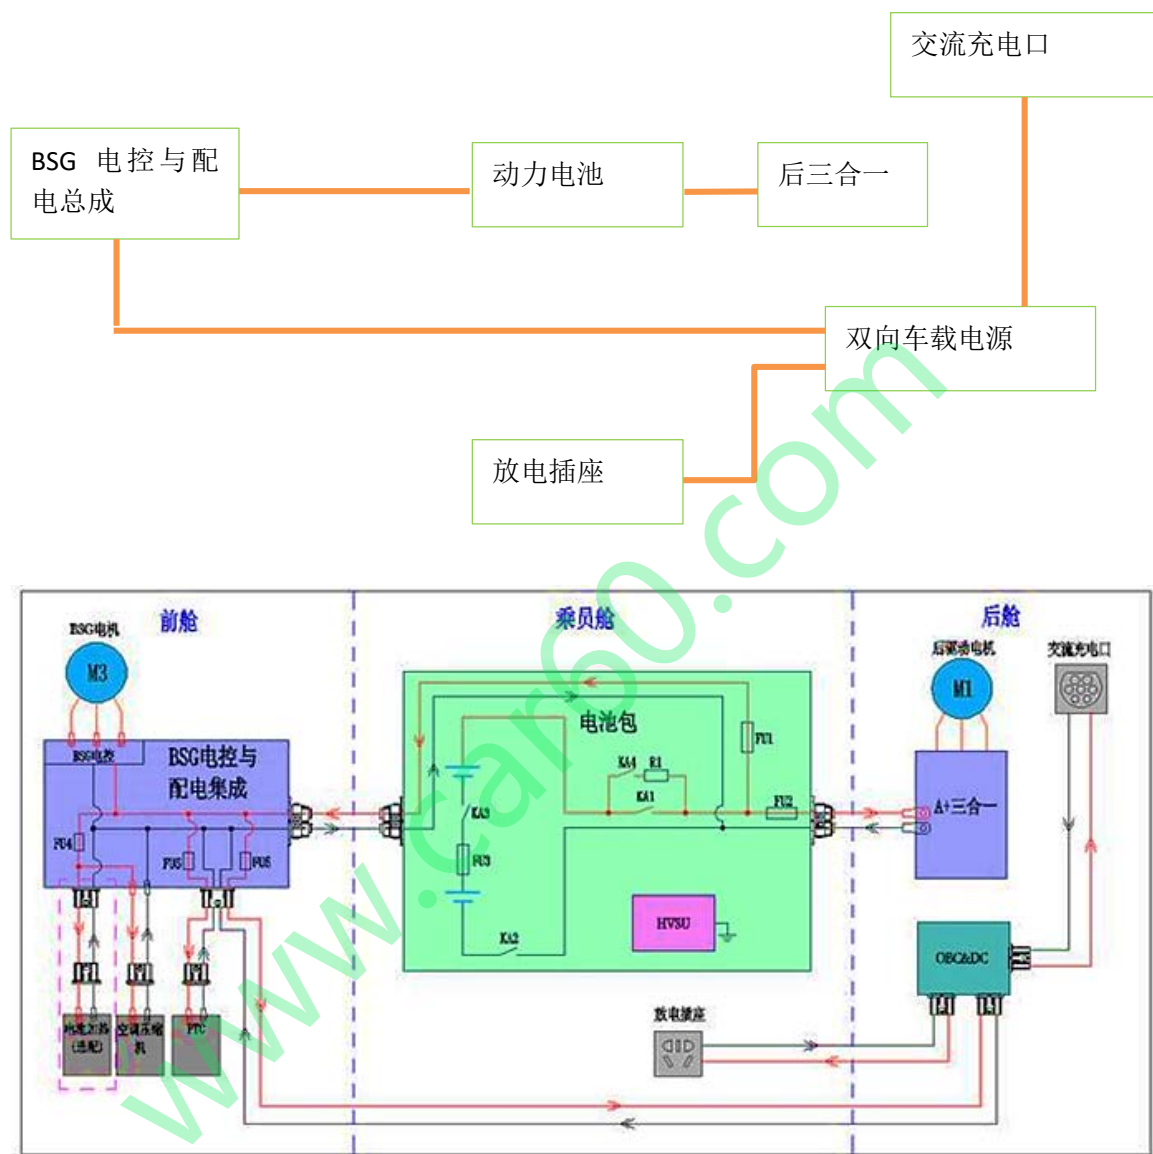 交流充电口
BSG 电控与配
电总成
动力电池
后三合一
双向车载电源
放电插座
前舱
乘员舱
后舱
BSG电机
M3
BSG电控
BSG电控与
配电集成
FU4
FU5
FU6
电池包
FU1
KA4
R1
KA1
KA3
FU2
FU3
KA2
HVSU
后驱动电机
M1
交流充电口
A+三合一
OBC&DC
放电插座
(选配)
空调压缩
机
PTC
www.car60.com